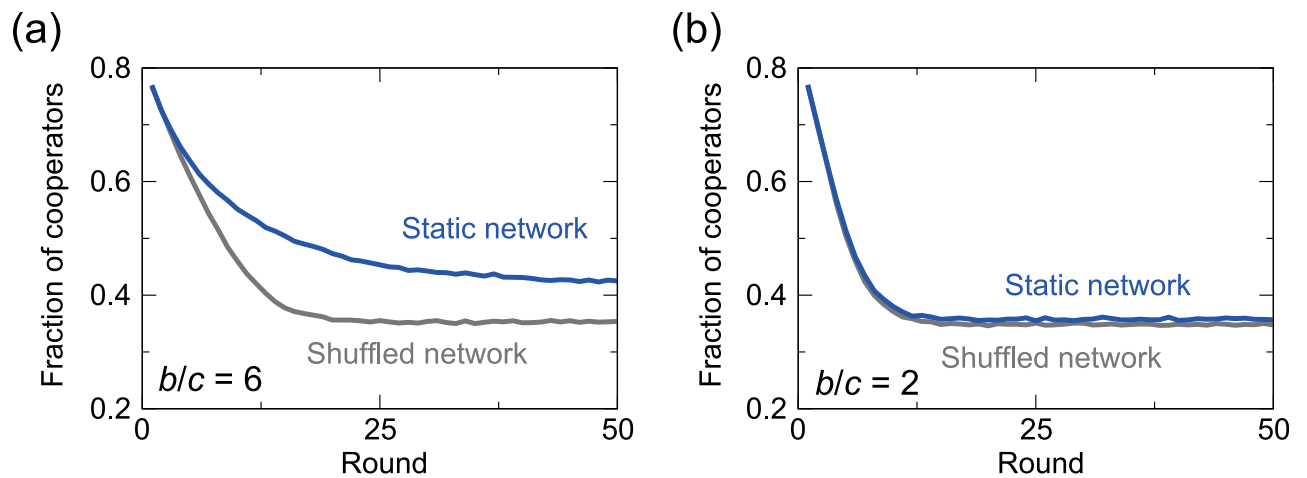 (a)
Fraction of cooperators
0.8
0.6
0.4
0.2
Static network
Shuffled network
b/c = 6
0
25
50
Round
(b)
Fraction of cooperators
0.8
0.6
0.4
0.2
Static network
Shuffled network
b/c = 2
0
25
50
Round